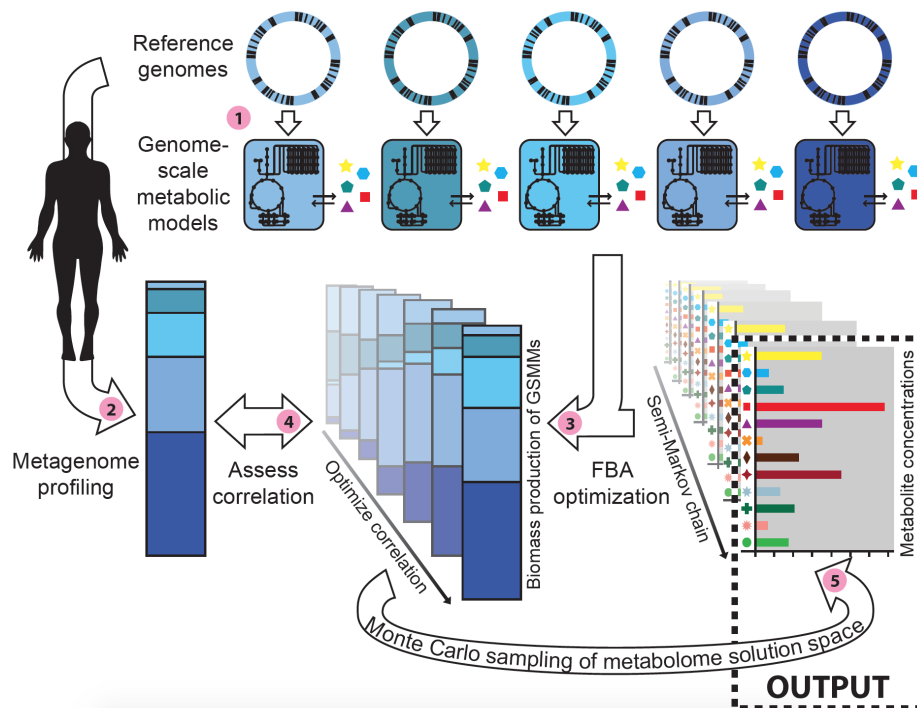 Reference
genomes
1
Genome-
scale
metabolic
models
2
Metagenome
profiling
4
Assess
correlation
Optimize correlation
Biomass production of GSMMs
3
FBA
optimization
Semi-Markov chain
Metabolite concentrations
5
Monte Carlo sampling of metabolome solution space
OUTPUT